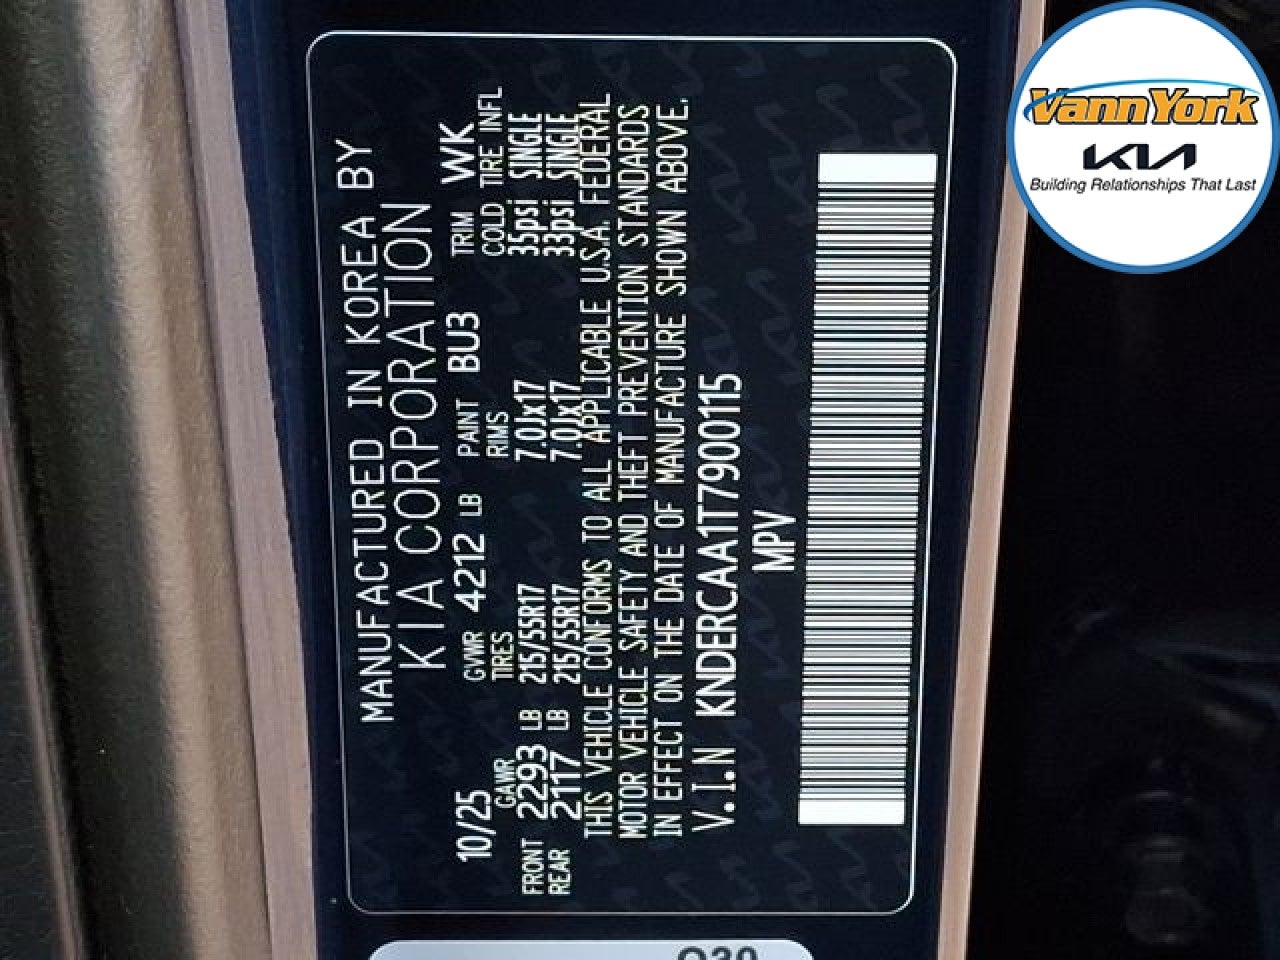 MANUFACTURED IN KOREA BY
KIA CORPORATION
10/25 GVWR 4212 LB PAINT BU3 TRIM WK
GAWR TIRES RIMS COLD TIRE INFL
FRONT 2293 LB 215/55R17 7.0Jx17 35psi SINGLE
REAR 2117 LB 215/55R17 7.0Jx17 33psi SINGLE
THIS VEHICLE CONFORMS TO ALL APPLICABLE U.S.A. FEDERAL
MOTOR VEHICLE SAFETY AND THEFT PREVENTION STANDARDS
IN EFFECT ON THE DATE OF MANUFACTURE SHOWN ABOVE.
V.I.N KNDERCAA1T7900115
MPV
VannYork
KIA
Building Relationships That Last